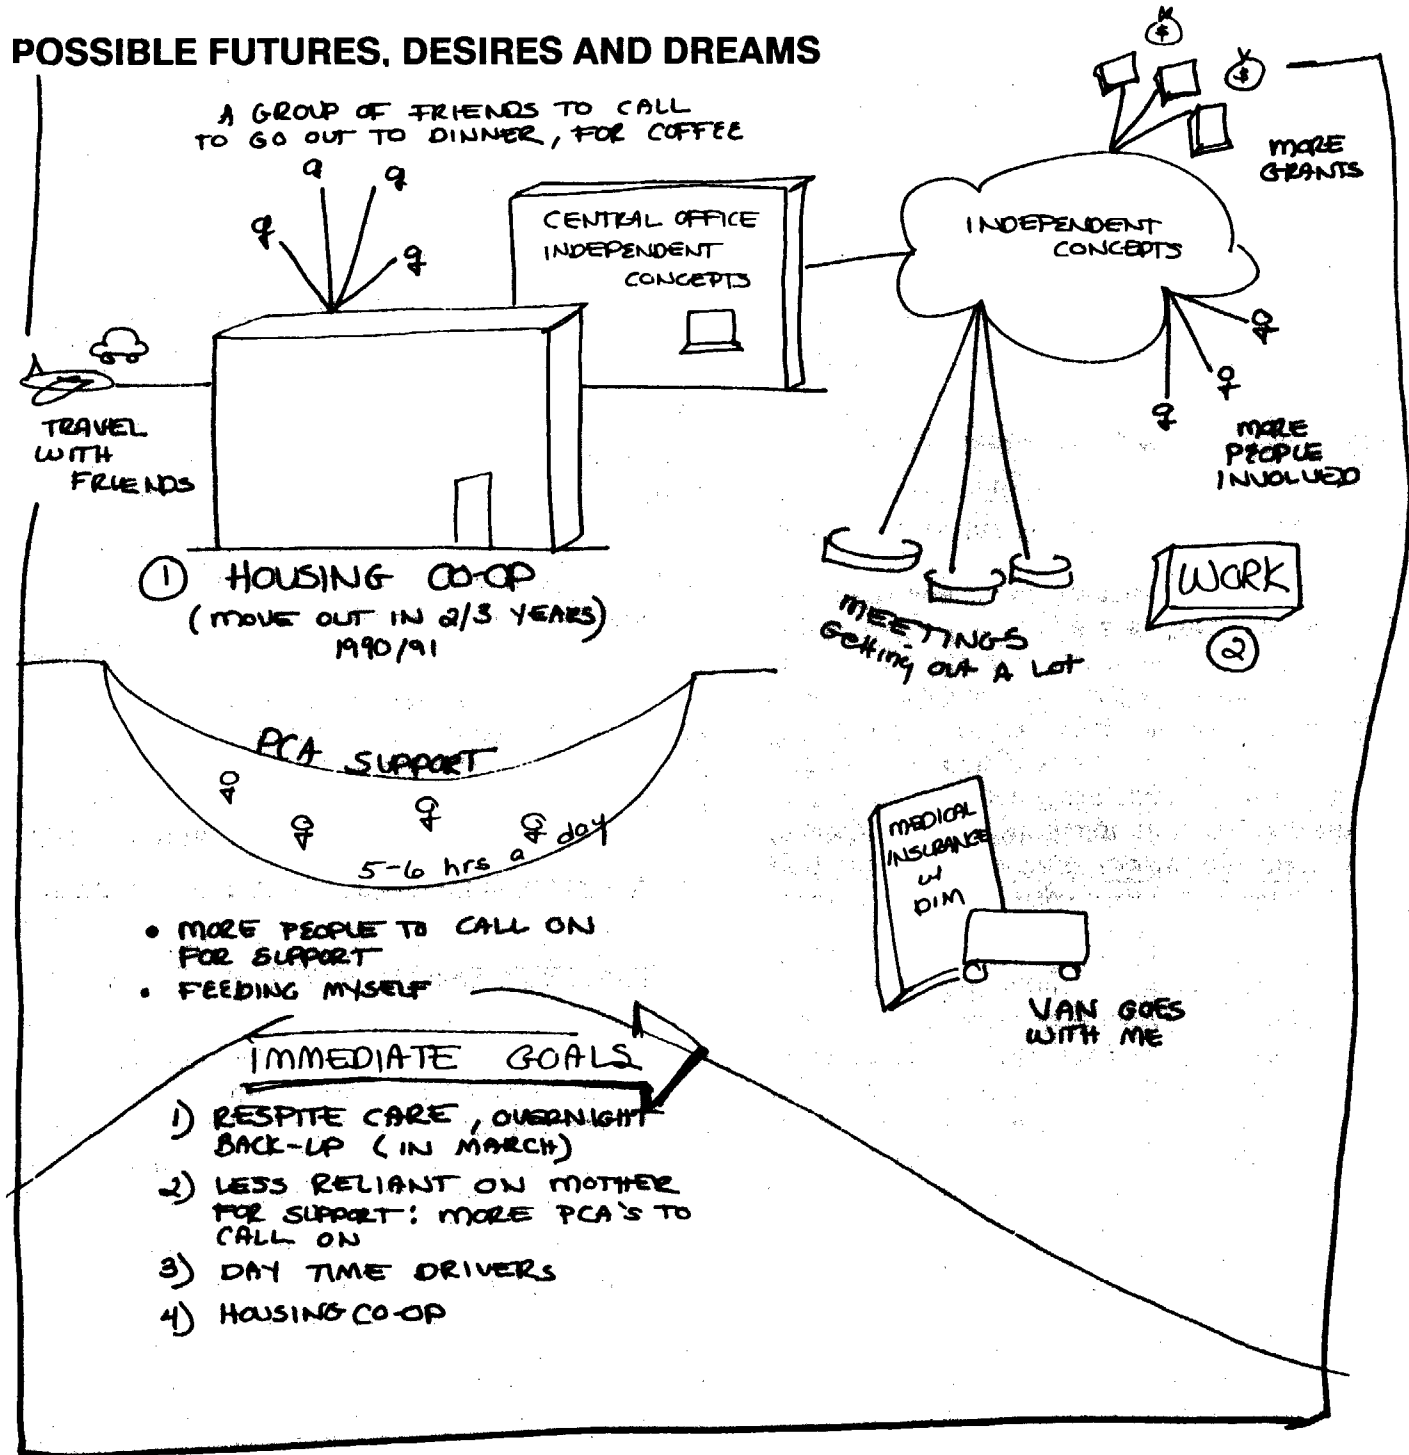 POSSIBLE FUTURES, DESIRES AND DREAMS
A GROUP OF FRIENDS TO CALL
TO GO OUT TO DINNER, FOR COFFEE
$
$
MORE
GRANTS
CENTRAL OFFICE
INDEPENDENT
CONCEPTS
INDEPENDENT
CONCEPTS
TRAVEL
WITH
FRIENDS
MORE
PEOPLE
INVOLVED
1 HOUSING CO-OP
(MOVE OUT IN 2/3 YEARS)
1990/91
MEETINGS
Getting out A Lot
WORK
2
PCA SUPPORT
5-6 hrs a day
MEDICAL
INSURANCE
W/
DIM
VAN GOES
WITH ME
• MORE PEOPLE TO CALL ON
FOR SUPPORT
• FEEDING MYSELF
IMMEDIATE GOALS
1) RESPITE CARE, OVERNIGHT
BACK-UP (IN MARCH)
2) LESS RELIANT ON MOTHER
FOR SUPPORT: MORE PCA'S TO
CALL ON
3) DAY TIME DRIVERS
4) HOUSING CO-OP